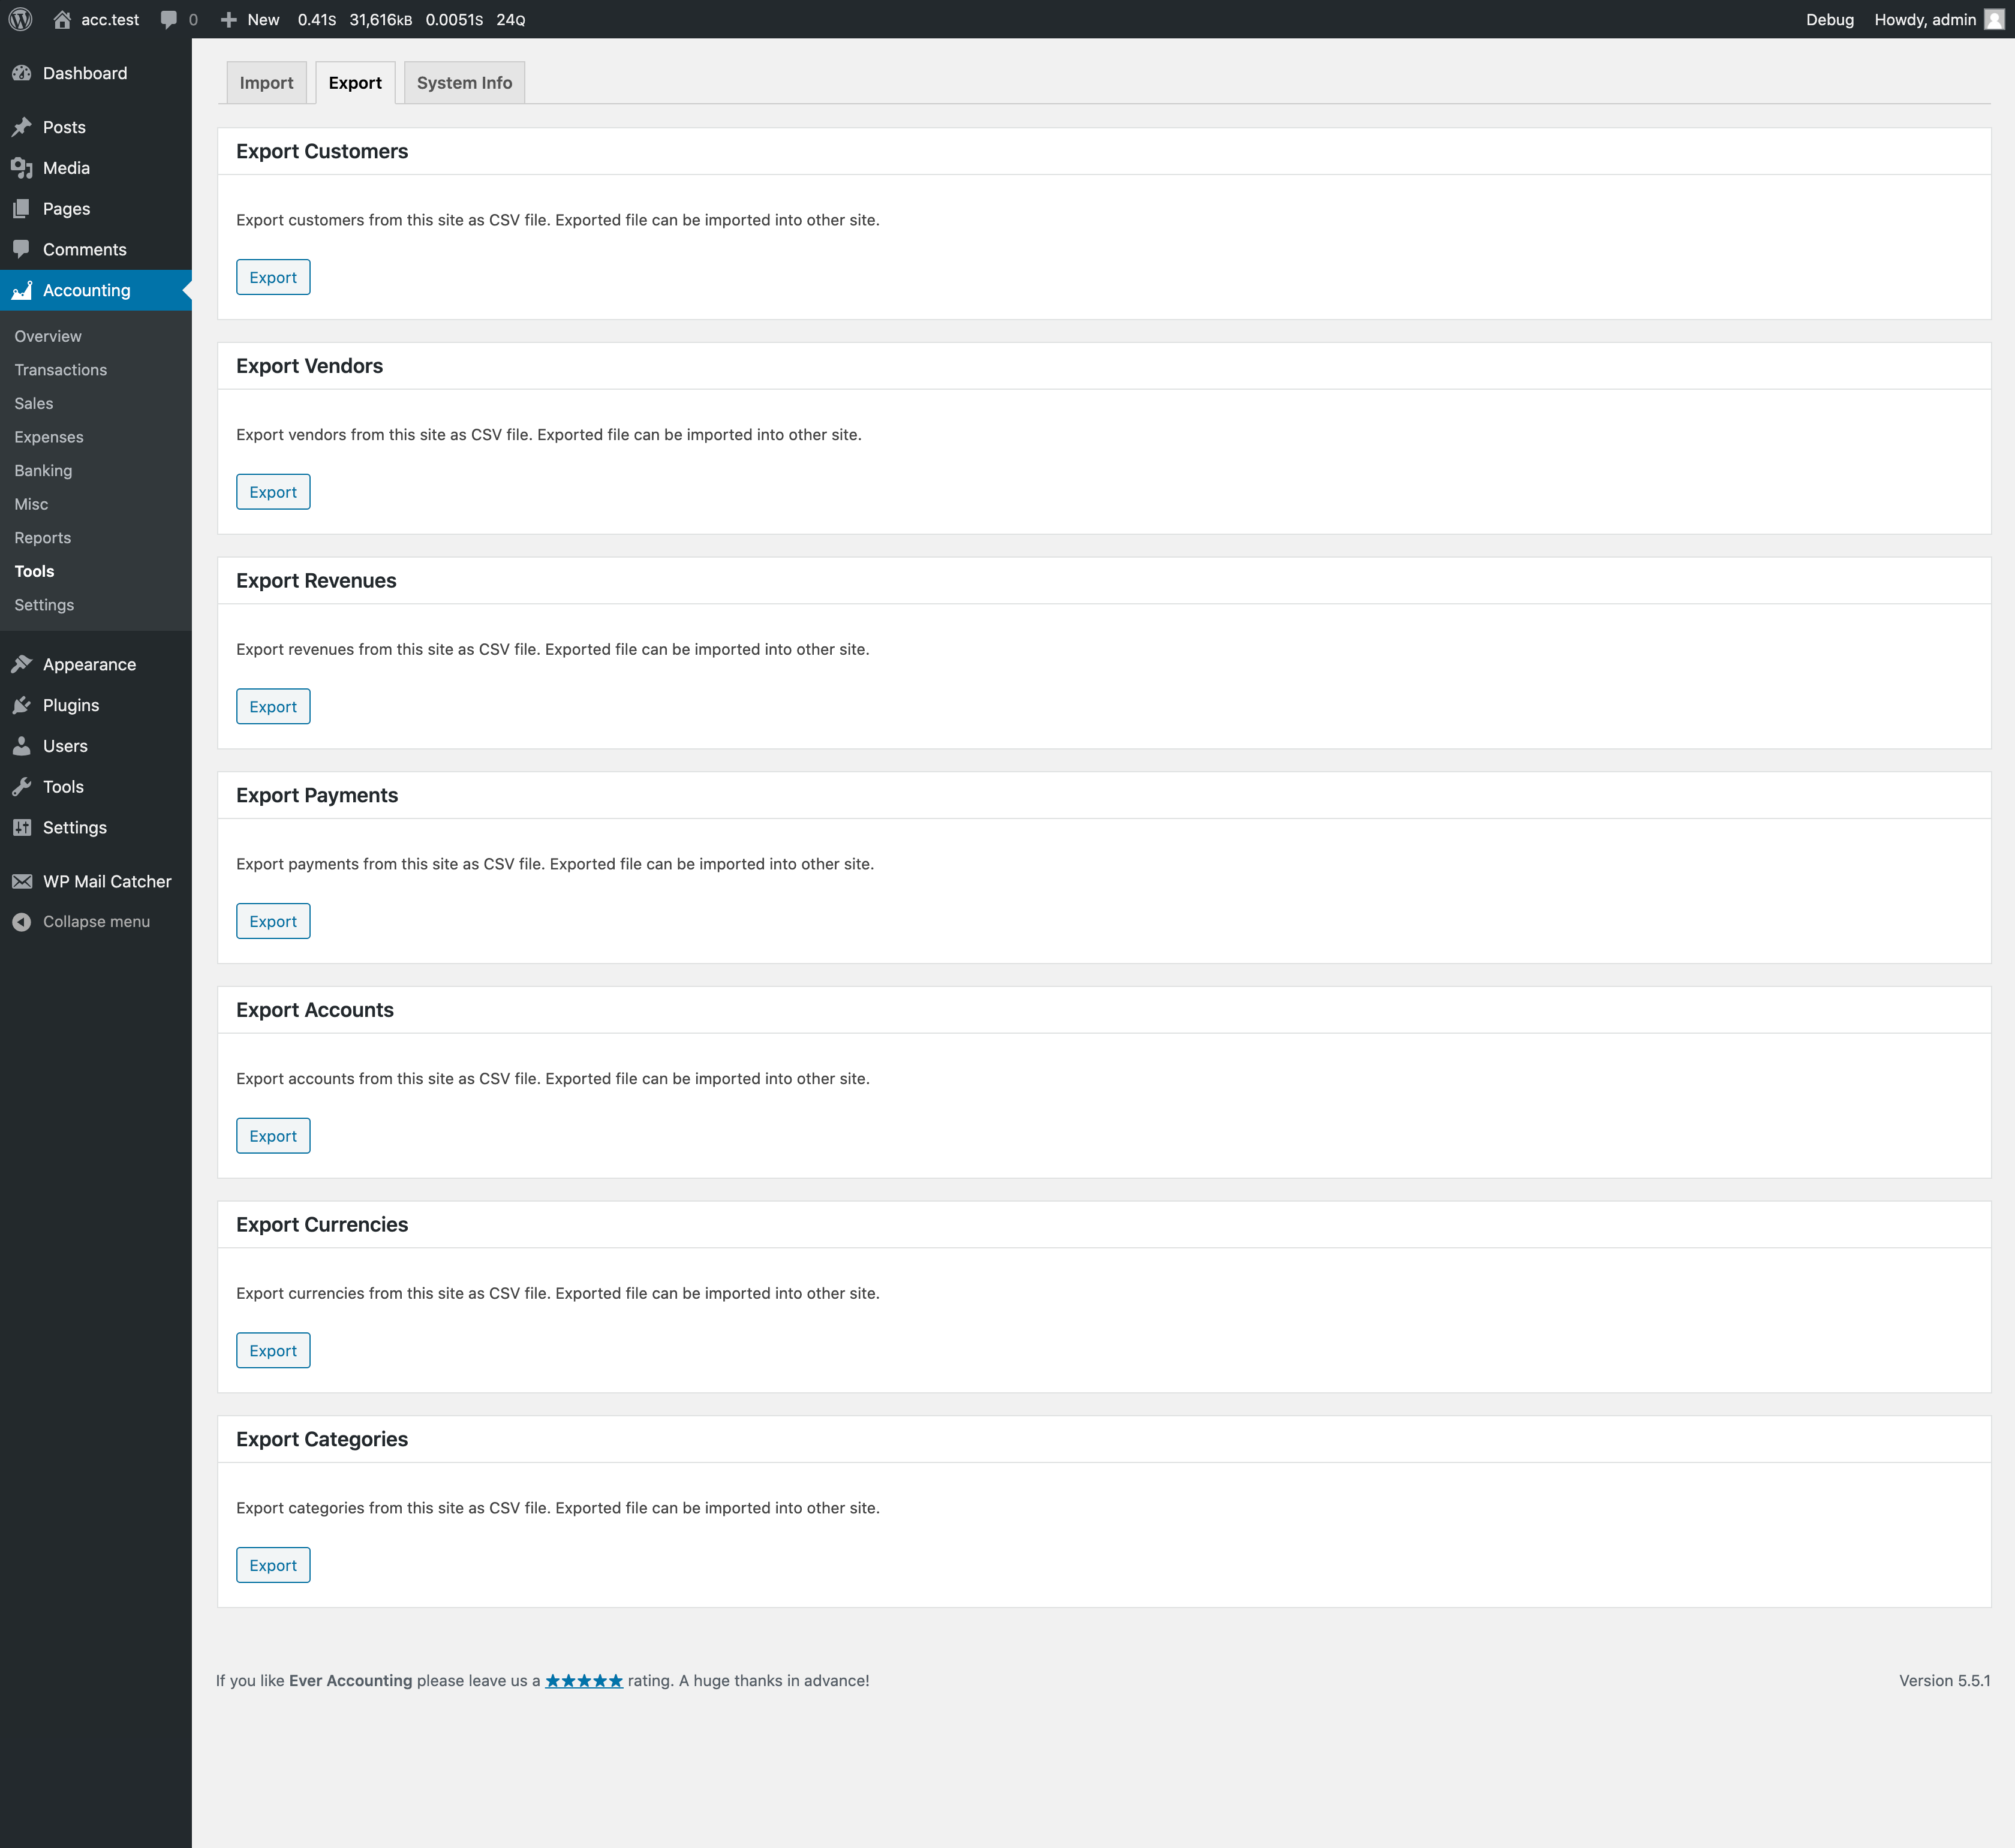 acc.test 0 New 0.41S 31,616KB 0.0051S 24Q Debug Howdy, admin
Dashboard
Posts
Media
Pages
Comments
Accounting
Overview
Transactions
Sales
Expenses
Banking
Misc
Reports
Tools
Settings
Appearance
Plugins
Users
Tools
Settings
WP Mail Catcher
Collapse menu
Import Export System Info
Export Customers
Export customers from this site as CSV file. Exported file can be imported into other site.
Export
Export Vendors
Export vendors from this site as CSV file. Exported file can be imported into other site.
Export
Export Revenues
Export revenues from this site as CSV file. Exported file can be imported into other site.
Export
Export Payments
Export payments from this site as CSV file. Exported file can be imported into other site.
Export
Export Accounts
Export accounts from this site as CSV file. Exported file can be imported into other site.
Export
Export Currencies
Export currencies from this site as CSV file. Exported file can be imported into other site.
Export
Export Categories
Export categories from this site as CSV file. Exported file can be imported into other site.
Export
If you like Ever Accounting please leave us a ★★★★★ rating. A huge thanks in advance! Version 5.5.1